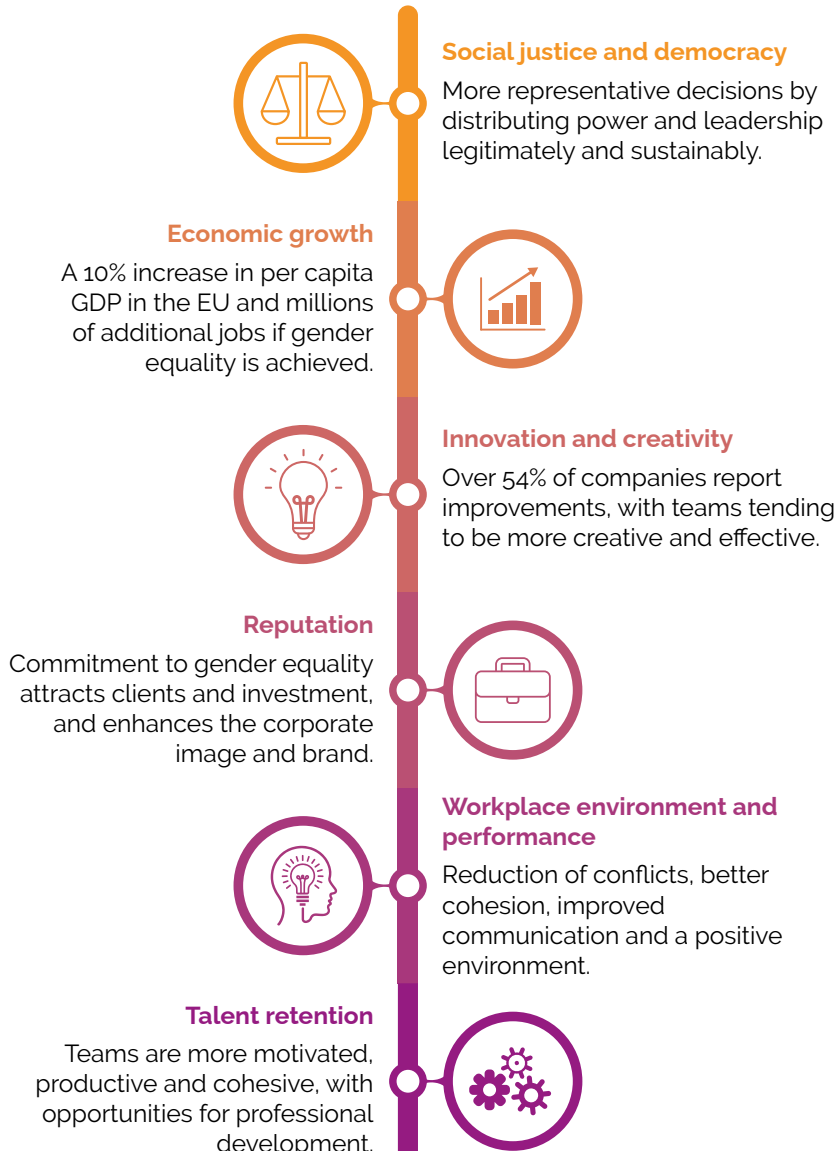 Social justice and democracy
More representative decisions by
distributing power and leadership
legitimately and sustainably.
Economic growth
A 10% increase in per capita
GDP in the EU and millions
of additional jobs if gender
equality is achieved.
Innovation and creativity
Over 54% of companies report
improvements, with teams tending
to be more creative and effective.
Reputation
Commitment to gender equality
attracts clients and investment,
and enhances the corporate
image and brand.
Workplace environment and
performance
Reduction of conflicts, better
cohesion, improved
communication and a positive
environment.
Talent retention
Teams are more motivated,
productive and cohesive, with
opportunities for professional
development.